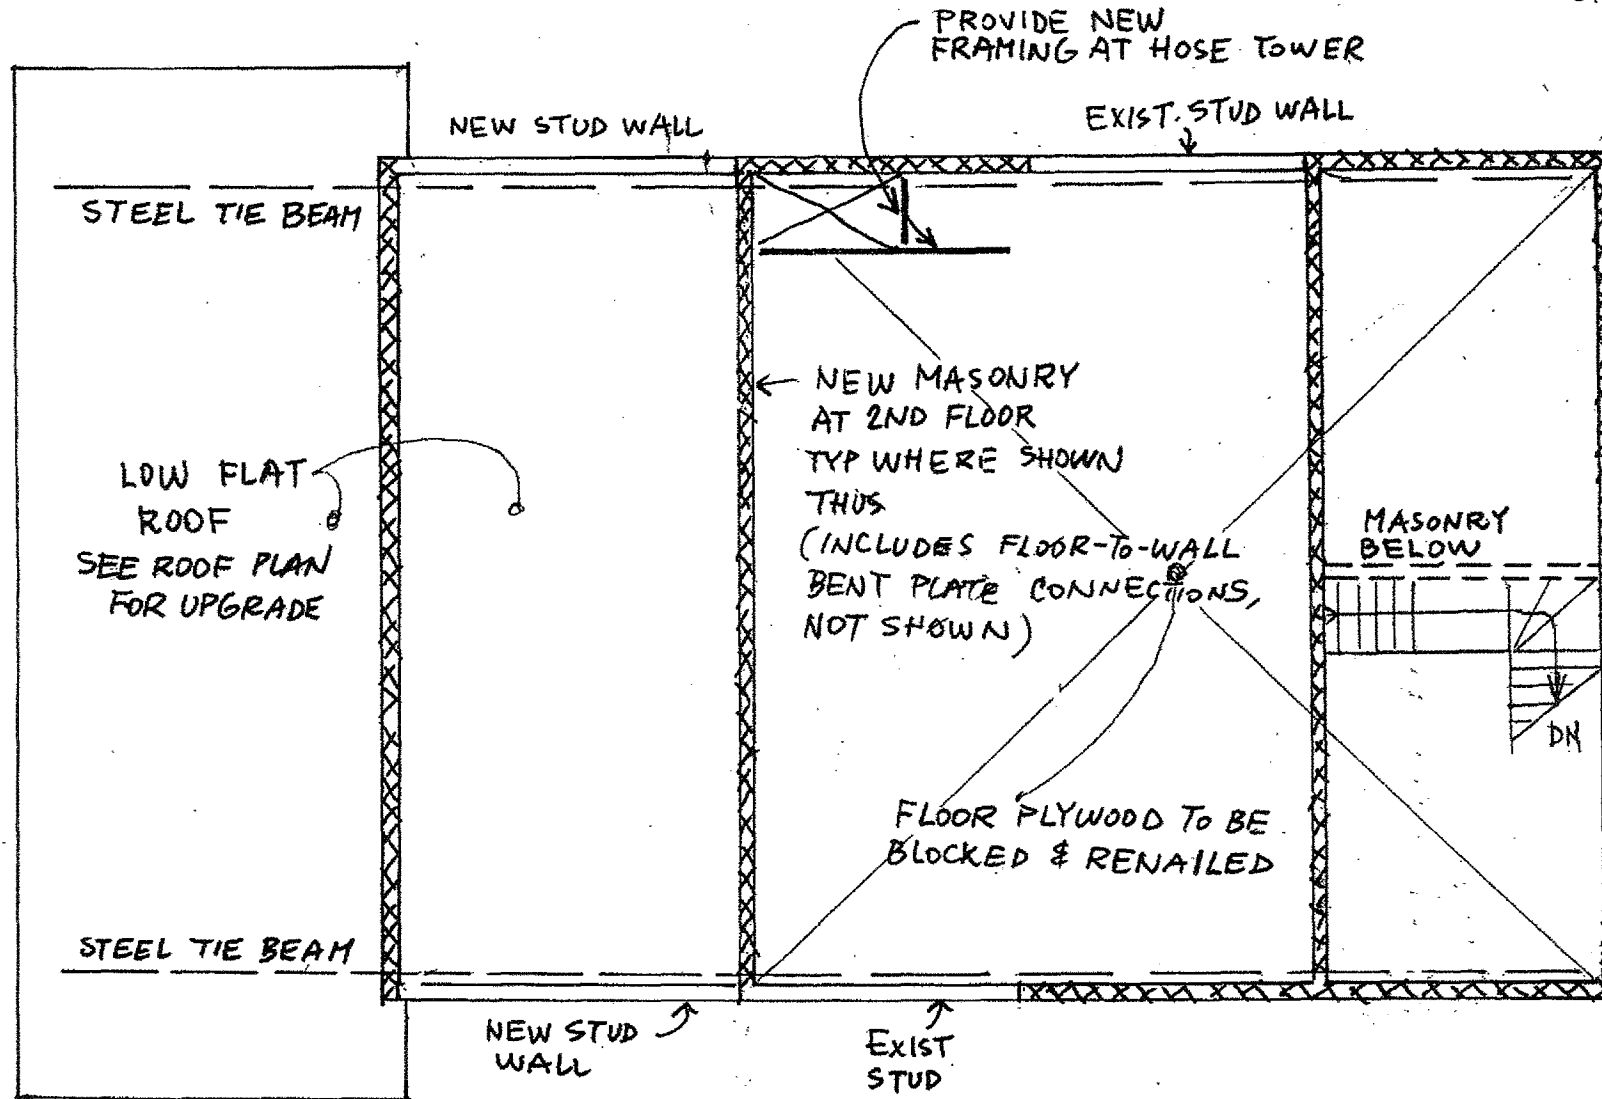 PROVIDE NEW
FRAMING AT HOSE TOWER
NEW STUD WALL
EXIST. STUD WALL
STEEL TIE BEAM
NEW MASONRY
AT 2ND FLOOR
TYP WHERE SHOWN
THUS
(INCLUDES FLOOR-TO-WALL
BENT PLATE CONNECTIONS,
NOT SHOWN)
LOW FLAT
ROOF
SEE ROOF PLAN
FOR UPGRADE
MASONRY
BELOW
DN
FLOOR PLYWOOD TO BE
BLOCKED & RENAILED
STEEL TIE BEAM
NEW STUD
WALL
EXIST
STUD